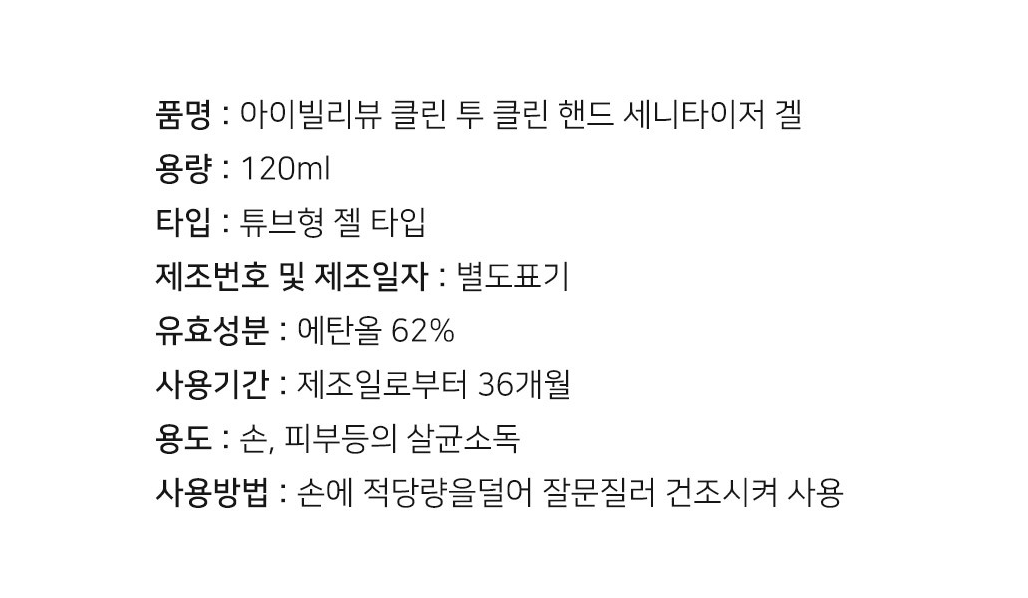 품명 : 아이빌리뷰 클린 투 클린 핸드 세니타이저 겔
용량 : 120ml
타입 : 튜브형 젤 타입
제조번호 및 제조일자 : 별도표기
유효성분 : 에탄올 62%
사용기간 : 제조일로부터 36개월
용도 : 손, 피부등의 살균소독
사용방법 : 손에 적당량을덜어 잘문질러 건조시켜 사용